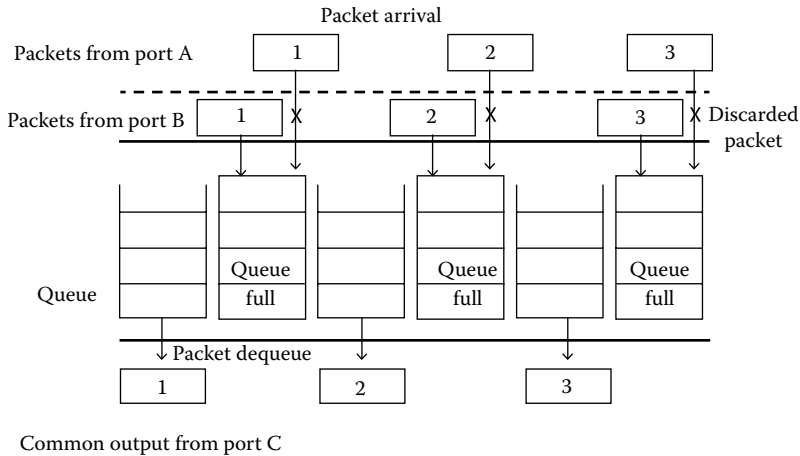 Packet arrival
Packets from port A
1
2
3
Packets from port B
1
X
2
X
3
X
Discarded
packet
Queue
full
Queue
full
Queue
full
Queue
Packet dequeue
1
2
3
Common output from port C